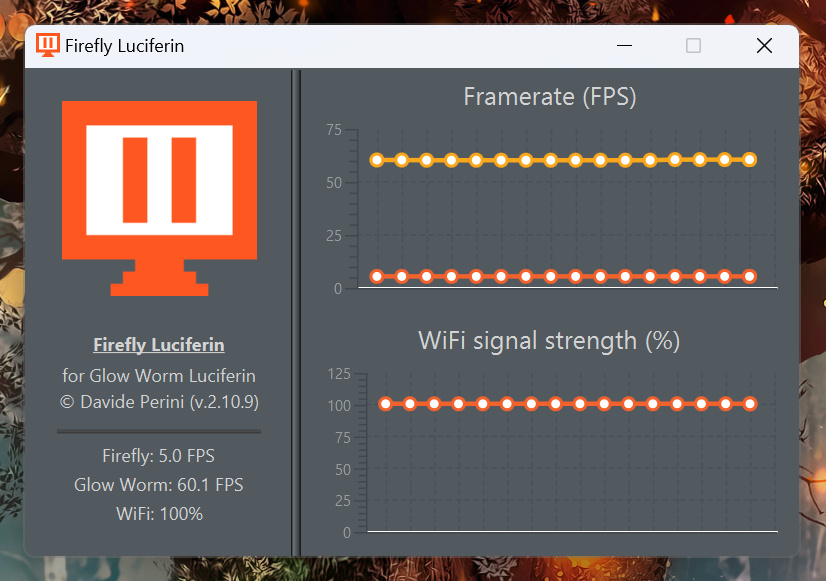 Firefly Luciferin
Firefly Luciferin
for Glow Worm Luciferin
© Davide Perini (v.2.10.9)
Firefly: 5.0 FPS
Glow Worm: 60.1 FPS
WiFi: 100%
Framerate (FPS)
75
50
25
0
WiFi signal strength (%)
125
100
75
50
25
0